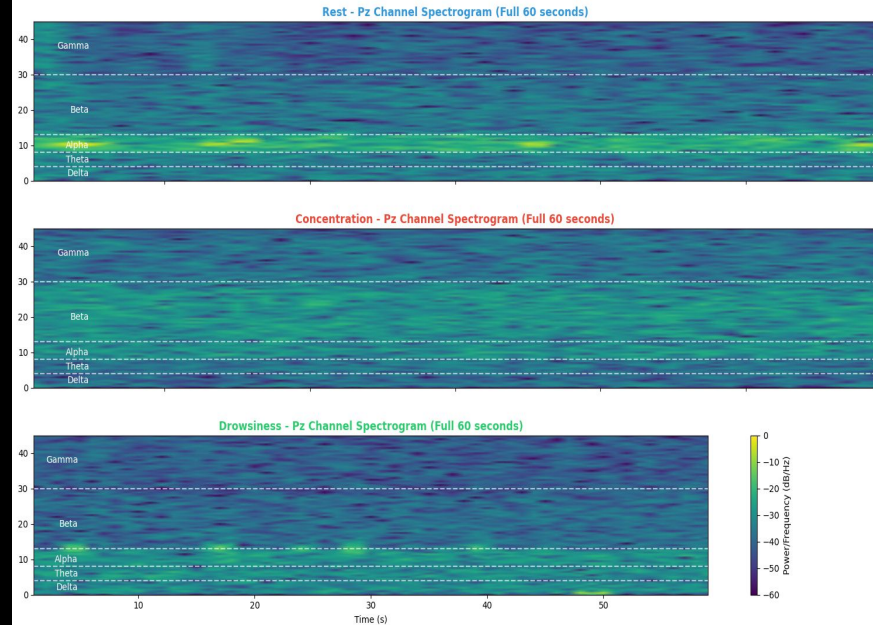 Rest - Pz Channel Spectrogram (Full 60 seconds)
40
Gamma
30
20
Beta
10
Alpha
Theta
Delta
0
Concentration - Pz Channel Spectrogram (Full 60 seconds)
40
Gamma
30
20
Beta
10
Alpha
Theta
Delta
0
Drowsiness - Pz Channel Spectrogram (Full 60 seconds)
40
Gamma
30
20
Beta
10
Alpha
Theta
Delta
0
10 20 30 40 50
Time (s)
0
−10
−20
−30
−40
−50
−60
Power/Frequency (dB/Hz)